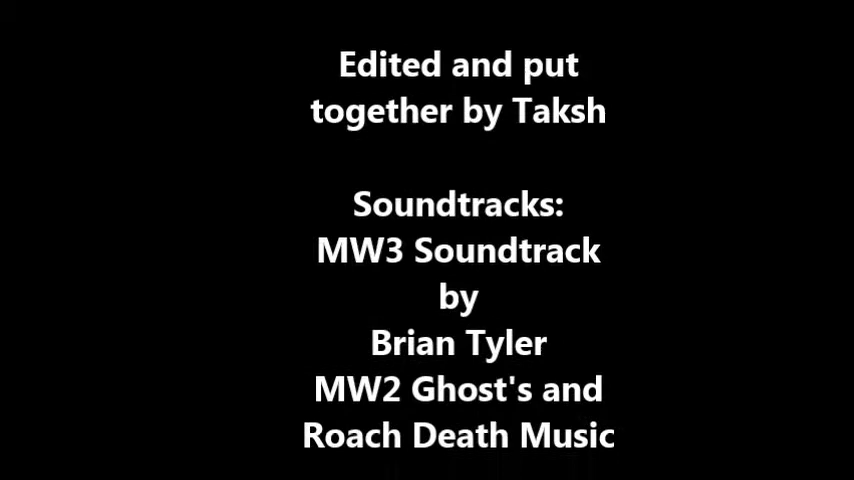 Edited and put
together by Taksh
Soundtracks:
MW3 Soundtrack
by
Brian Tyler
MW2 Ghost's and
Roach Death Music